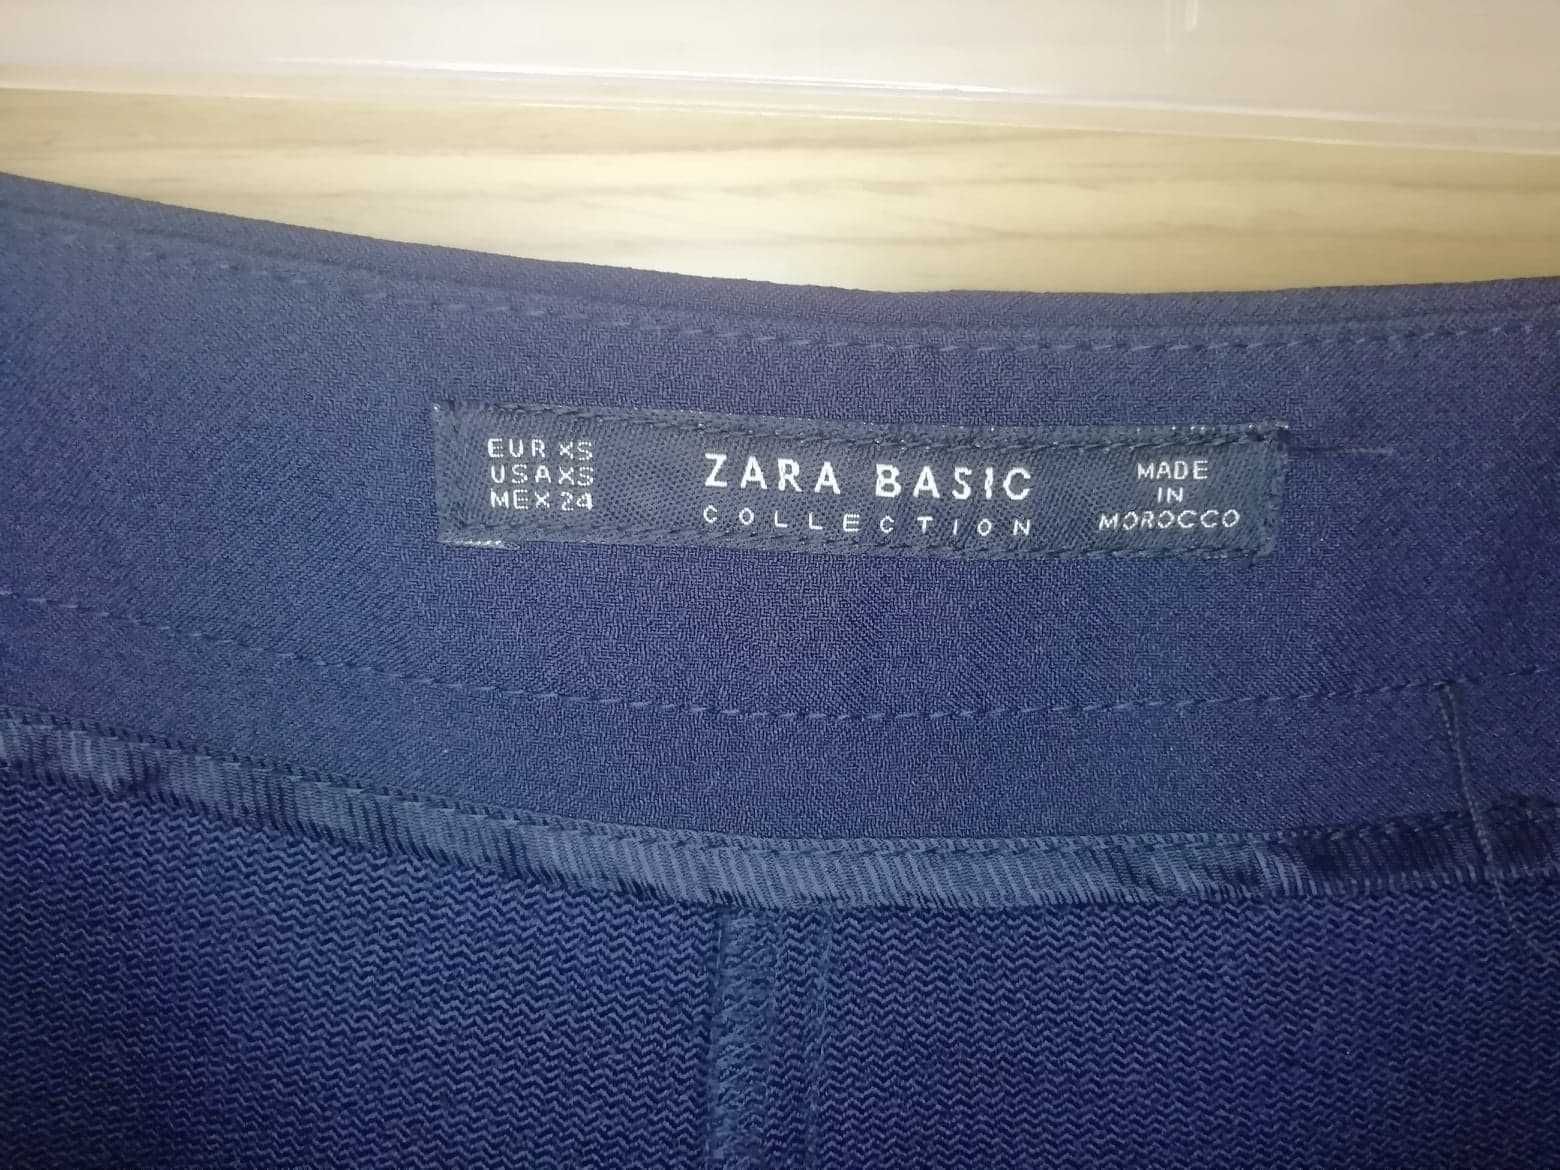 EUR XS
USA XS
MEX 24
ZARA BASIC
COLLECTION
MADE
IN
MOROCCO